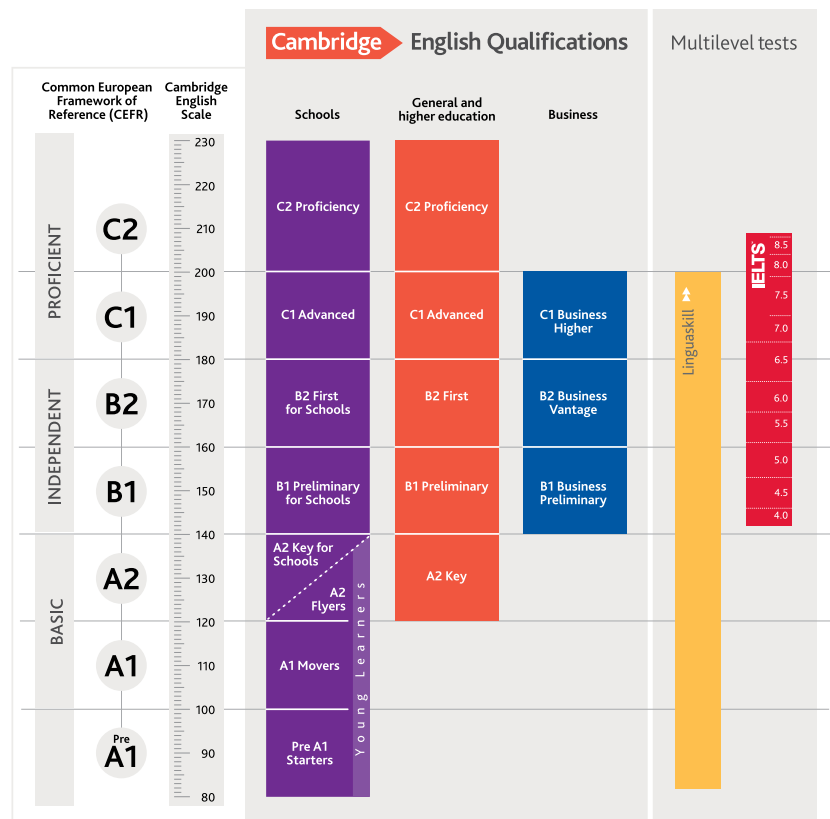 Cambridge English Qualifications
Multilevel tests
Common European
Framework of
Reference (CEFR)
Cambridge
English
Scale
Schools
General and
higher education
Business
PROFICIENT
INDEPENDENT
BASIC
C2
C1
B2
B1
A2
A1
Pre
A1
230
220
210
200
190
180
170
160
150
140
130
120
110
100
90
80
C2 Proficiency
C1 Advanced
B2 First
for Schools
B1 Preliminary
for Schools
A2 Key for
Schools
A2
Flyers
A1 Movers
Pre A1
Starters
Young Learners
C2 Proficiency
C1 Advanced
B2 First
B1 Preliminary
A2 Key
C1 Business
Higher
B2 Business
Vantage
B1 Business
Preliminary
Linguaskill
IELTS
8.5
8.0
7.5
7.0
6.5
6.0
5.5
5.0
4.5
4.0